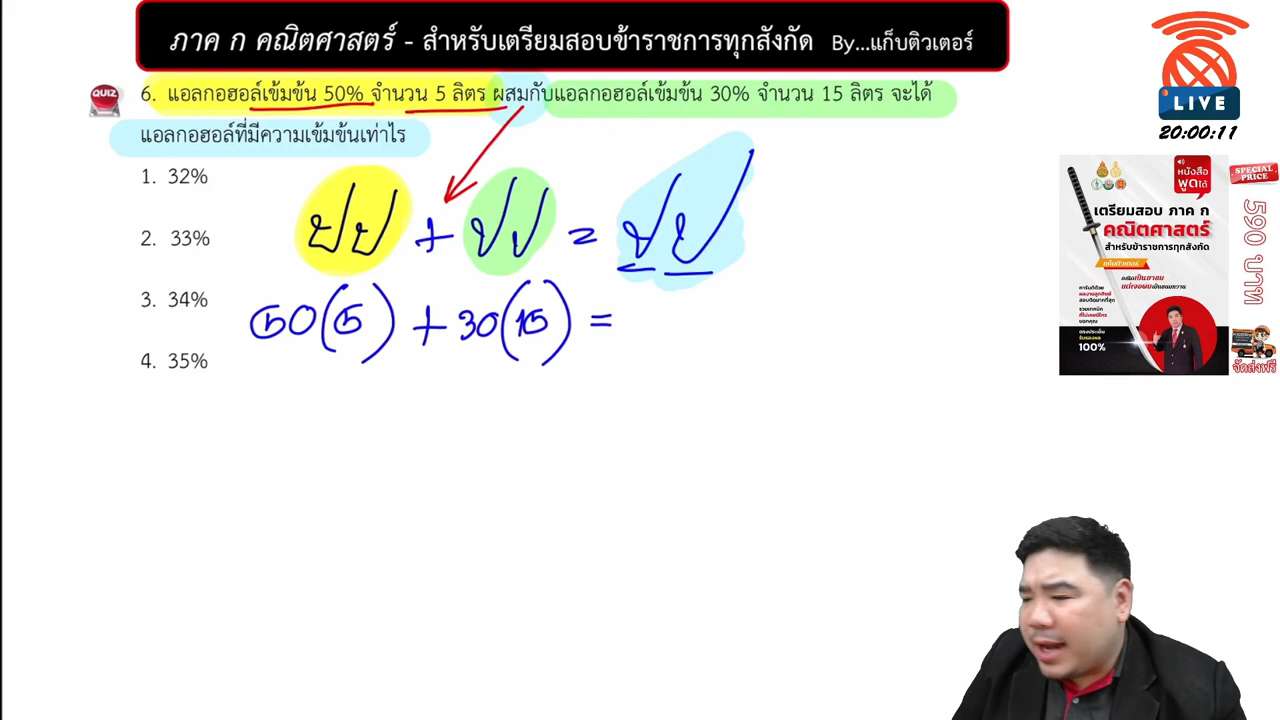 ภาค ก คณิตศาสตร์ - สำหรับเตรียมสอบข้าราชการทุกสังกัด By...แก็บติวเตอร์
QUIZ
6. แอลกอฮอล์เข้มข้น 50% จำนวน 5 ลิตร ผสมกับแอลกอฮอล์เข้มข้น 30% จำนวน 15 ลิตร จะได้
แอลกอฮอล์ที่มีความเข้มข้นเท่าไร
1. 32%
2. 33%
3. 34%
4. 35%
ปป + ปป = ปป
50(5) + 30(15) =
LIVE
20:00:11
หนังสือ
พูดได้
เตรียมสอบ ภาค ก
คณิตศาสตร์
สำหรับข้าราชการทุกสังกัด
100%
SPECIAL
PRICE
590 บาท
จัดส่งฟรี